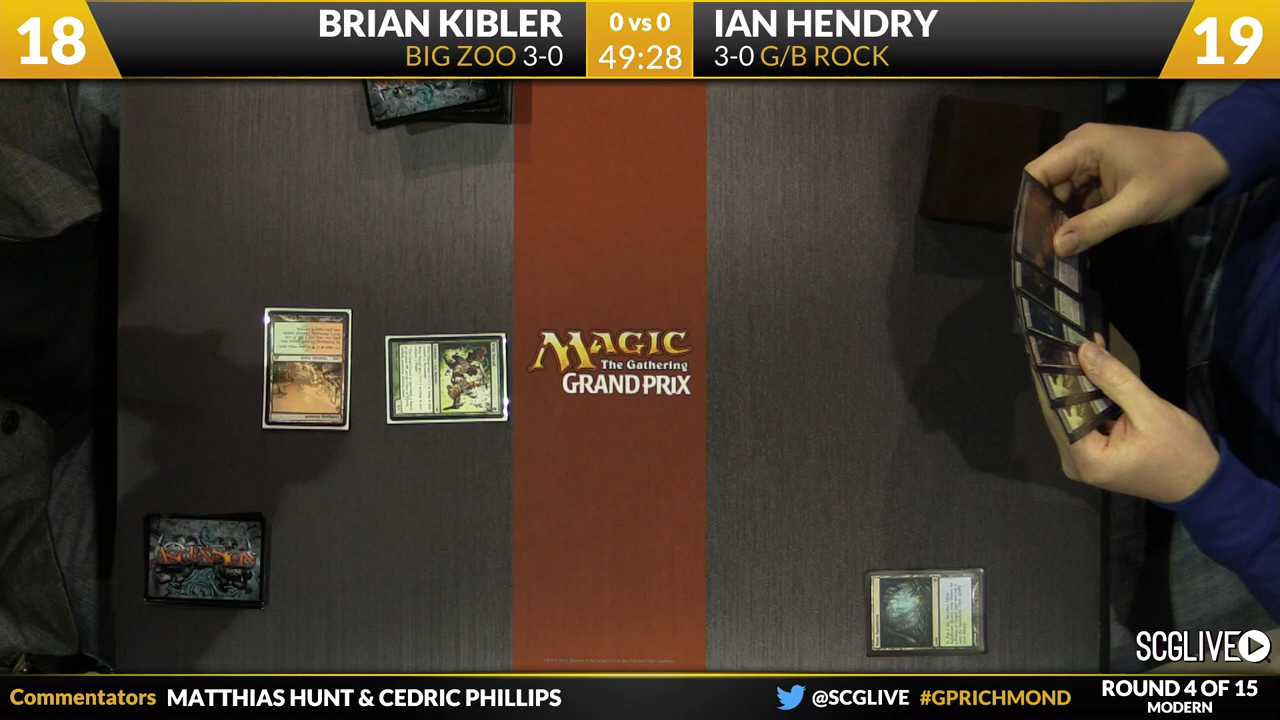 18
BRIAN KIBLER
BIG ZOO 3-0
0 vs 0
49:28
IAN HENDRY
3-0 G/B ROCK
19
MAGIC
The Gathering
GRAND PRIX
ASCENSION
SCGLIVE
Commentators MATTHIAS HUNT & CEDRIC PHILLIPS
@SCGLIVE #GPRICHMOND
ROUND 4 OF 15
MODERN